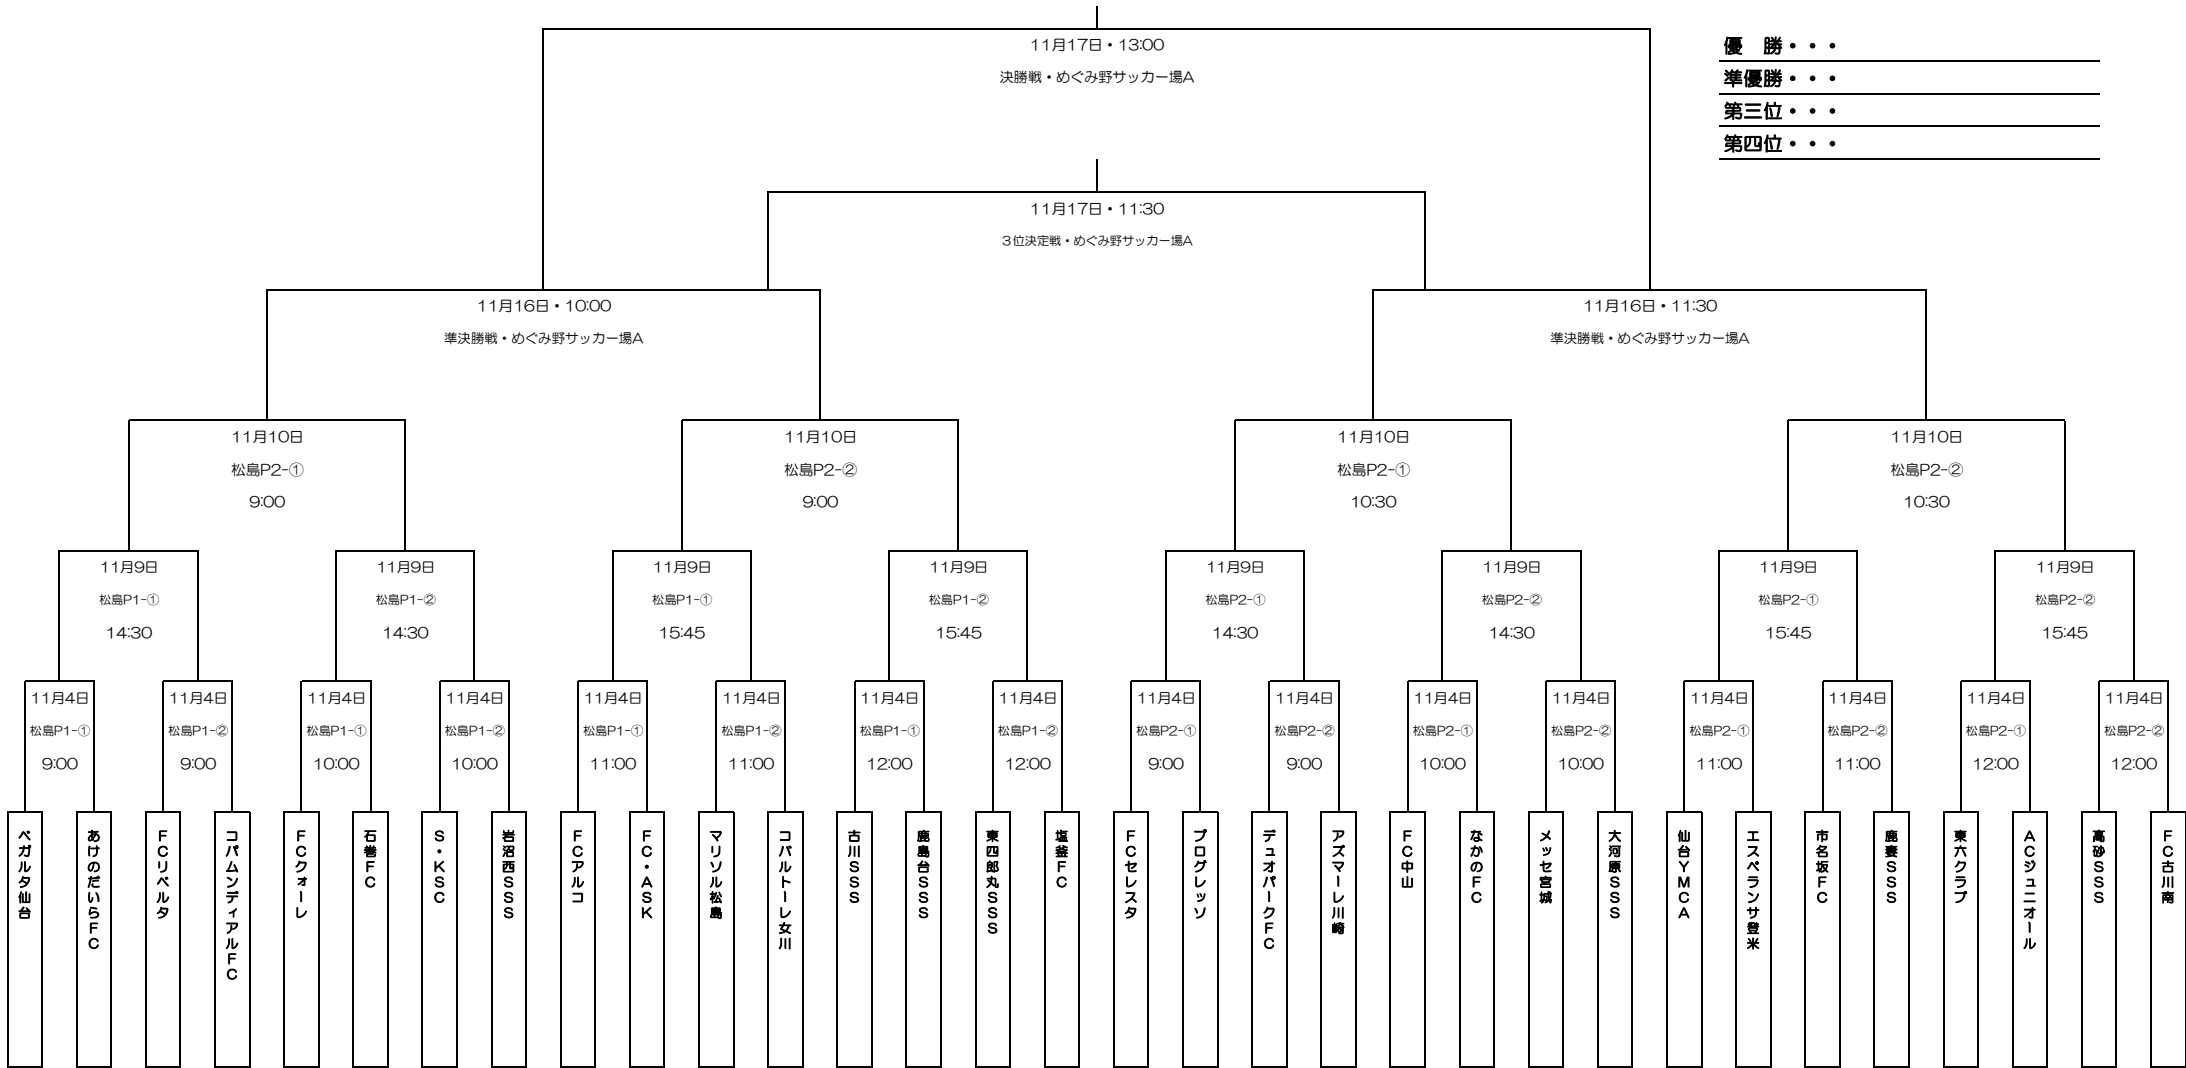 11月17日・13:00
決勝戦・めぐみ野サッカー場A
優　勝・・・
準優勝・・・
第三位・・・
第四位・・・
11月17日・11:30
３位決定戦・めぐみ野サッカー場A
11月16日・10:00
準決勝戦・めぐみ野サッカー場A
11月16日・11:30
準決勝戦・めぐみ野サッカー場A
11月10日
松島P2-①
9:00
11月10日
松島P2-②
9:00
11月10日
松島P2-①
10:30
11月10日
松島P2-②
10:30
11月9日
松島P1-①
14:30
11月9日
松島P1-②
14:30
11月9日
松島P1-①
15:45
11月9日
松島P1-②
15:45
11月9日
松島P2-①
14:30
11月9日
松島P2-②
14:30
11月9日
松島P2-①
15:45
11月9日
松島P2-②
15:45
11月4日
松島P1-①
9:00
11月4日
松島P1-②
9:00
11月4日
松島P1-①
10:00
11月4日
松島P1-②
10:00
11月4日
松島P1-①
11:00
11月4日
松島P1-②
11:00
11月4日
松島P1-①
12:00
11月4日
松島P1-②
12:00
11月4日
松島P2-①
9:00
11月4日
松島P2-②
9:00
11月4日
松島P2-①
10:00
11月4日
松島P2-②
10:00
11月4日
松島P2-①
11:00
11月4日
松島P2-②
11:00
11月4日
松島P2-①
12:00
11月4日
松島P2-②
12:00
ベガルタ仙台
あけのだいらＦＣ
ＦＣリベルタ
コパムンディアルＦＣ
ＦＣクォーレ
石巻ＦＣ
Ｓ・ＫＳＣ
岩沼西ＳＳＳ
ＦＣアルコ
ＦＣ・ＡＳＫ
マリソル松島
コバルトーレ女川
古川ＳＳＳ
鹿島台ＳＳＳ
東四郎丸ＳＳＳ
塩釜ＦＣ
ＦＣセレスタ
プログレッソ
デュオパークＦＣ
アズマーレ川崎
ＦＣ中山
なかのＦＣ
メッセ宮城
大河原ＳＳＳ
仙台ＹＭＣＡ
エスペランサ登米
市名坂ＦＣ
鹿妻ＳＳＳ
東六クラブ
ＡＣジュニオール
高砂ＳＳＳ
ＦＣ古川南